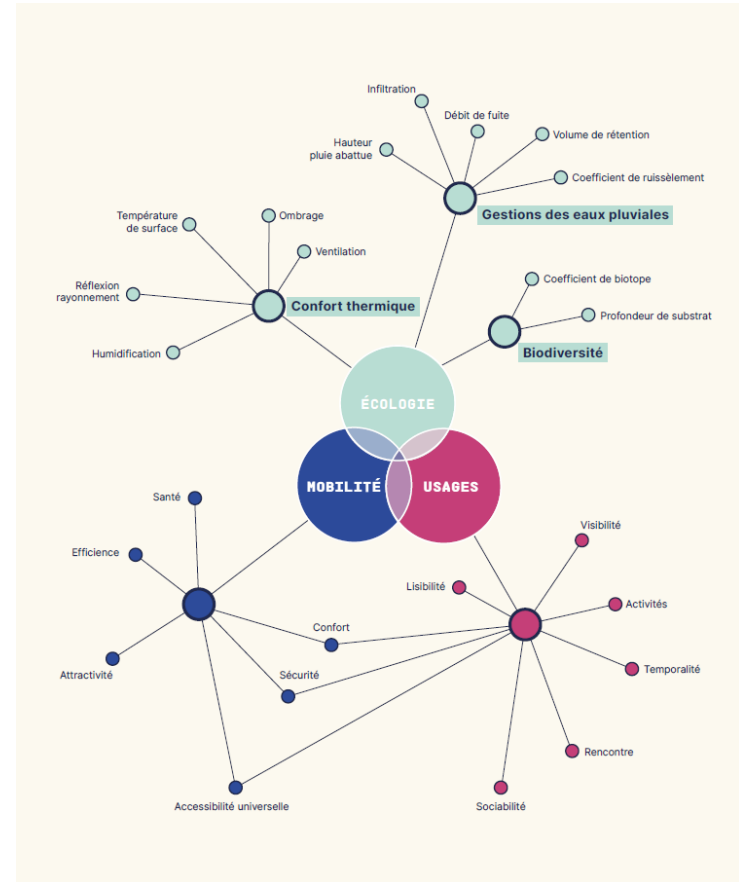 Infiltration
Débit de fuite
Volume de rétention
Hauteur
pluie abattue
Coefficient de ruissèlement
Gestions des eaux pluviales
Température
de surface
Ombrage
Ventilation
Réflexion
rayonnement
Confort thermique
Humidification
Coefficient de biotope
Profondeur de substrat
Biodiversité
ÉCOLOGIE
MOBILITÉ
USAGES
Santé
Efficience
Attractivité
Confort
Sécurité
Accessibilité universelle
Visibilité
Lisibilité
Activités
Temporalité
Rencontre
Sociabilité